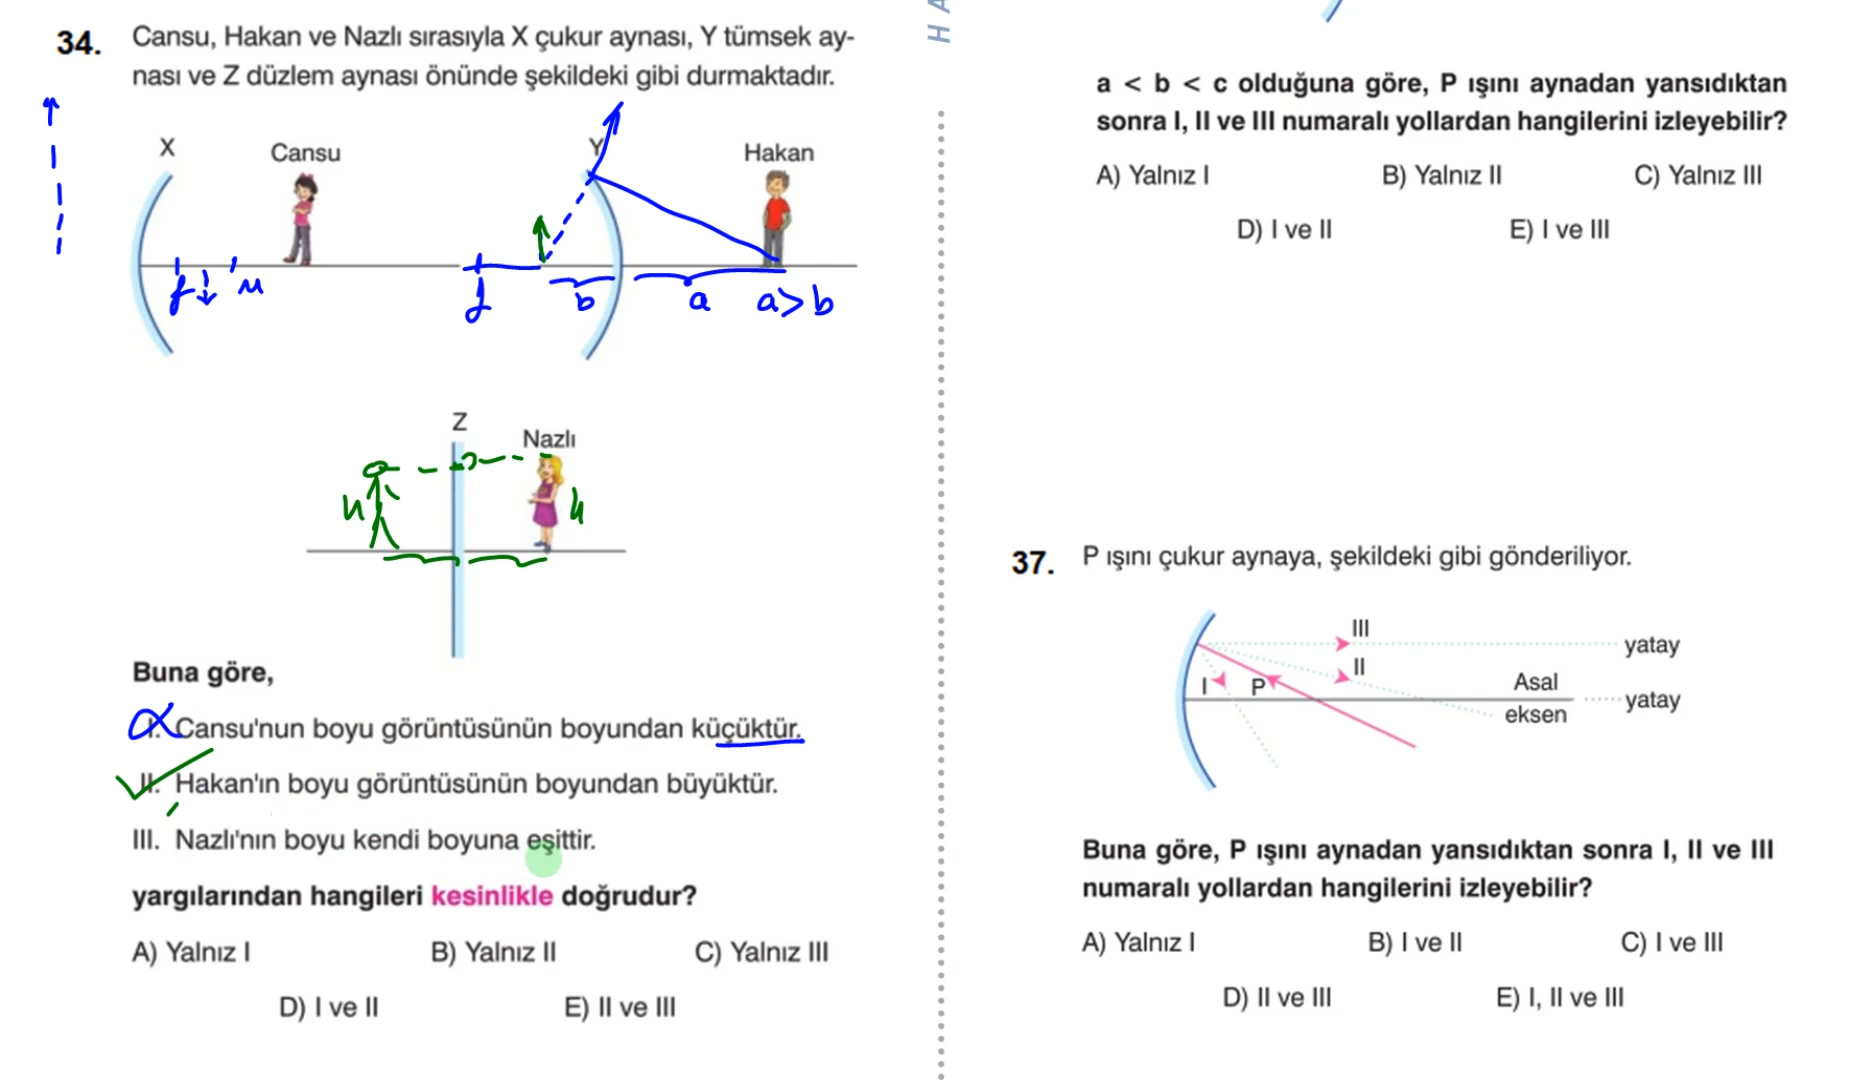 34. Cansu, Hakan ve Nazlı sırasıyla X çukur aynası, Y tümsek ay-
nası ve Z düzlem aynası önünde şekildeki gibi durmaktadır.
X
Cansu
Y
Hakan
f
M
f
b
a
a>b
Z
Nazlı
h
h
Buna göre,
I. Cansu'nun boyu görüntüsünün boyundan küçüktür.
II. Hakan'ın boyu görüntüsünün boyundan büyüktür.
III. Nazlı'nın boyu kendi boyuna eşittir.
yargılarından hangileri kesinlikle doğrudur?
A) Yalnız I B) Yalnız II C) Yalnız III
D) I ve II E) II ve III
H A
a < b < c olduğuna göre, P ışını aynadan yansıdıktan
sonra I, II ve III numaralı yollardan hangilerini izleyebilir?
A) Yalnız I B) Yalnız II C) Yalnız III
D) I ve II E) I ve III
37. P ışını çukur aynaya, şekildeki gibi gönderiliyor.
III
yatay
II
I
P
Asal
eksen
yatay
Buna göre, P ışını aynadan yansıdıktan sonra I, II ve III
numaralı yollardan hangilerini izleyebilir?
A) Yalnız I B) I ve II C) I ve III
D) II ve III E) I, II ve III